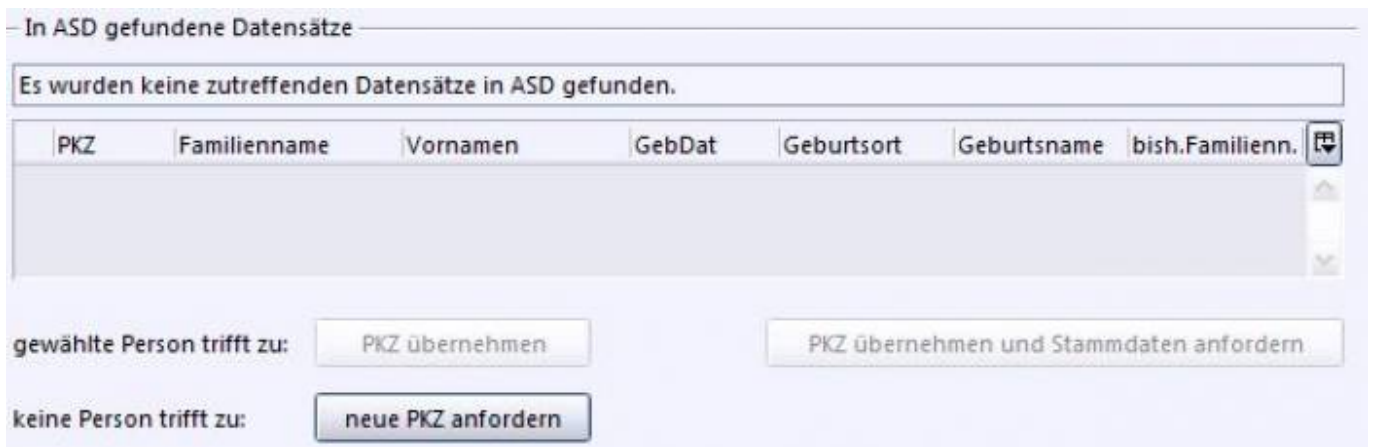 In ASD gefundene Datensätze
Es wurden keine zutreffenden Datensätze in ASD gefunden.
PKZ Familienname Vornamen GebDat Geburtsort Geburtsname bish.Familienn.
gewählte Person trifft zu: PKZ übernehmen PKZ übernehmen und Stammdaten anfordern
keine Person trifft zu: neue PKZ anfordern